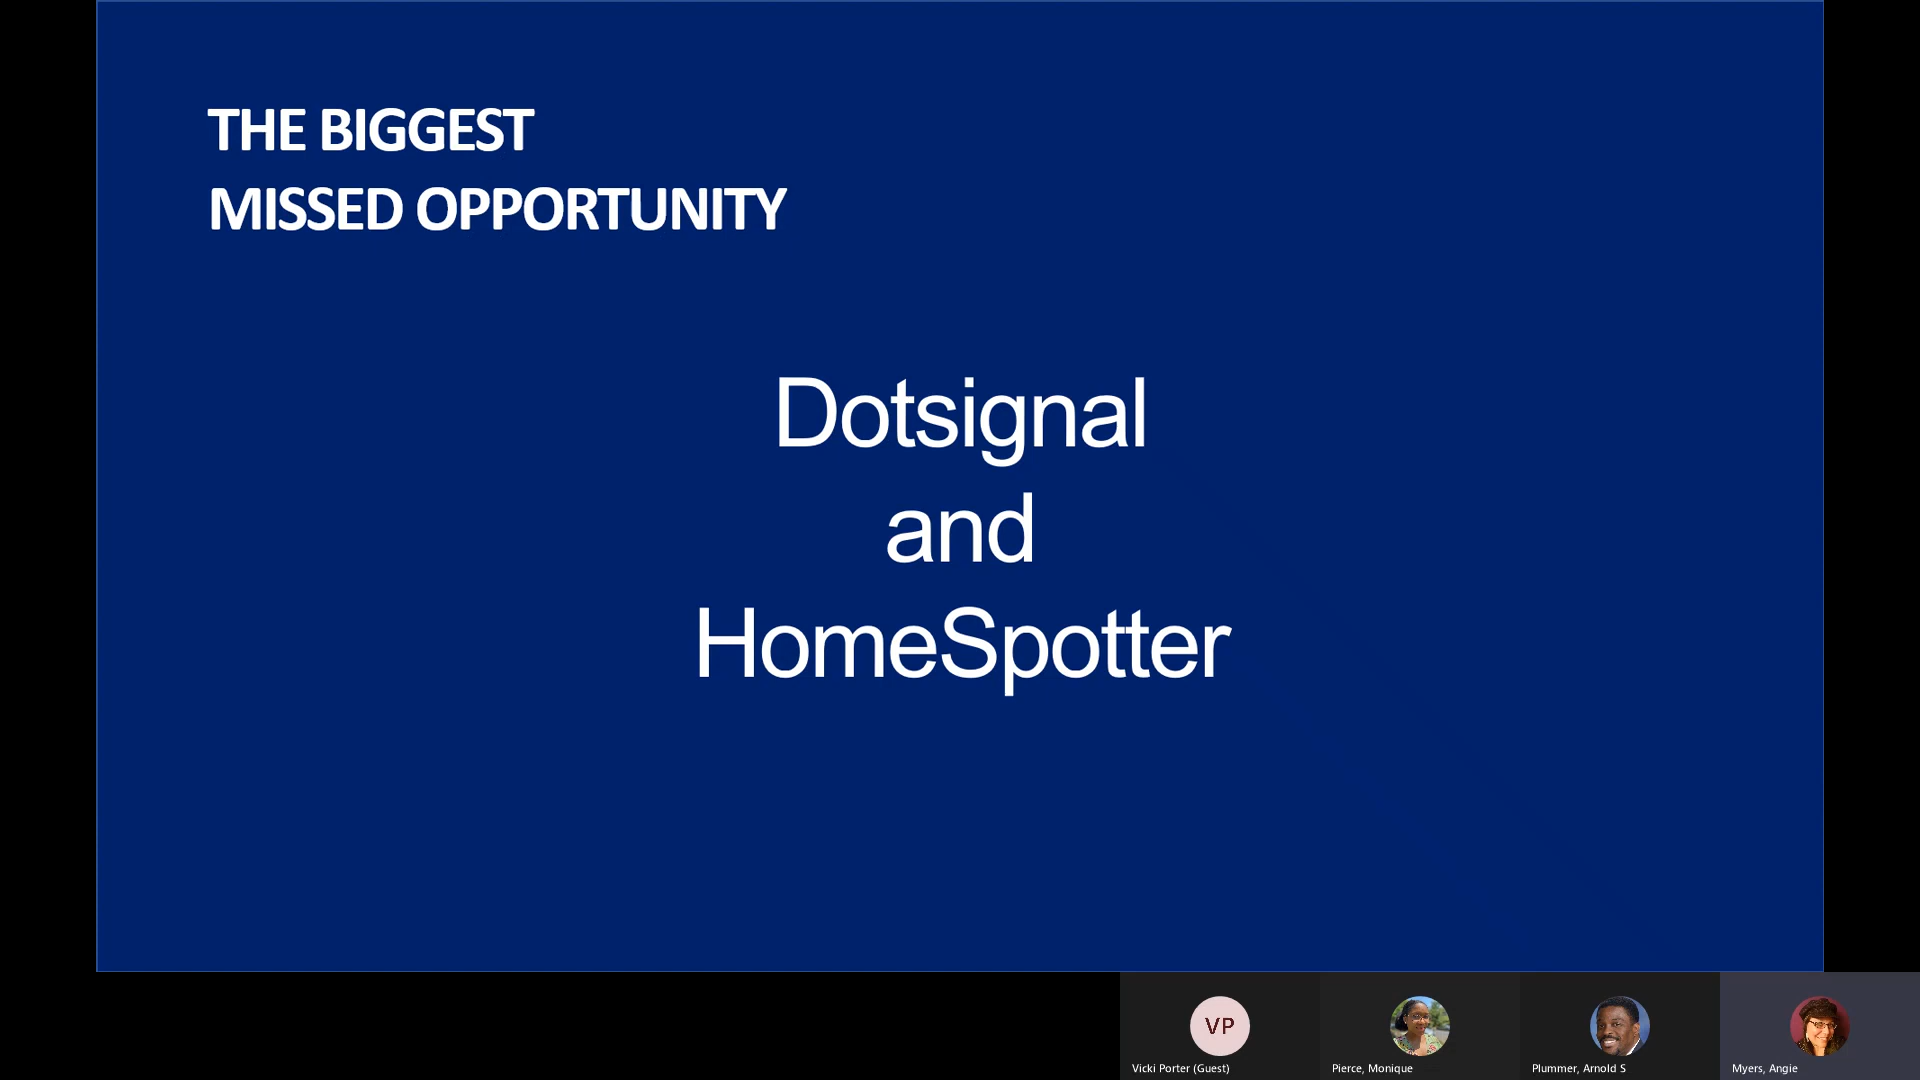 THE BIGGEST
MISSED OPPORTUNITY
Dotsignal
and
HomeSpotter
VP
Vicki Porter (Guest)
Pierce, Monique
Plummer, Arnold S
Myers, Angie